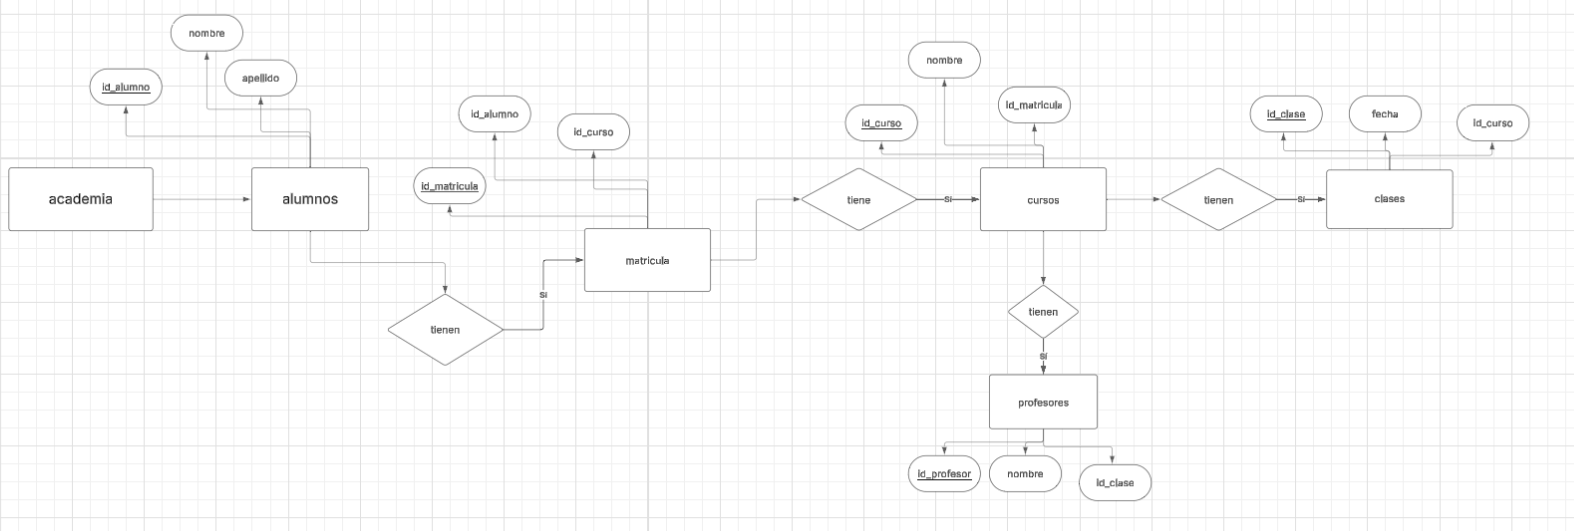 nombre
id_alumno
apellido
academia
alumnos
tienen
si
id_matricula
id_alumno
id_curso
matricula
tiene
si
id_curso
nombre
id_matricula
cursos
tienen
si
profesores
id_profesor
nombre
id_clase
tienen
si
id_clase
fecha
id_curso
clases